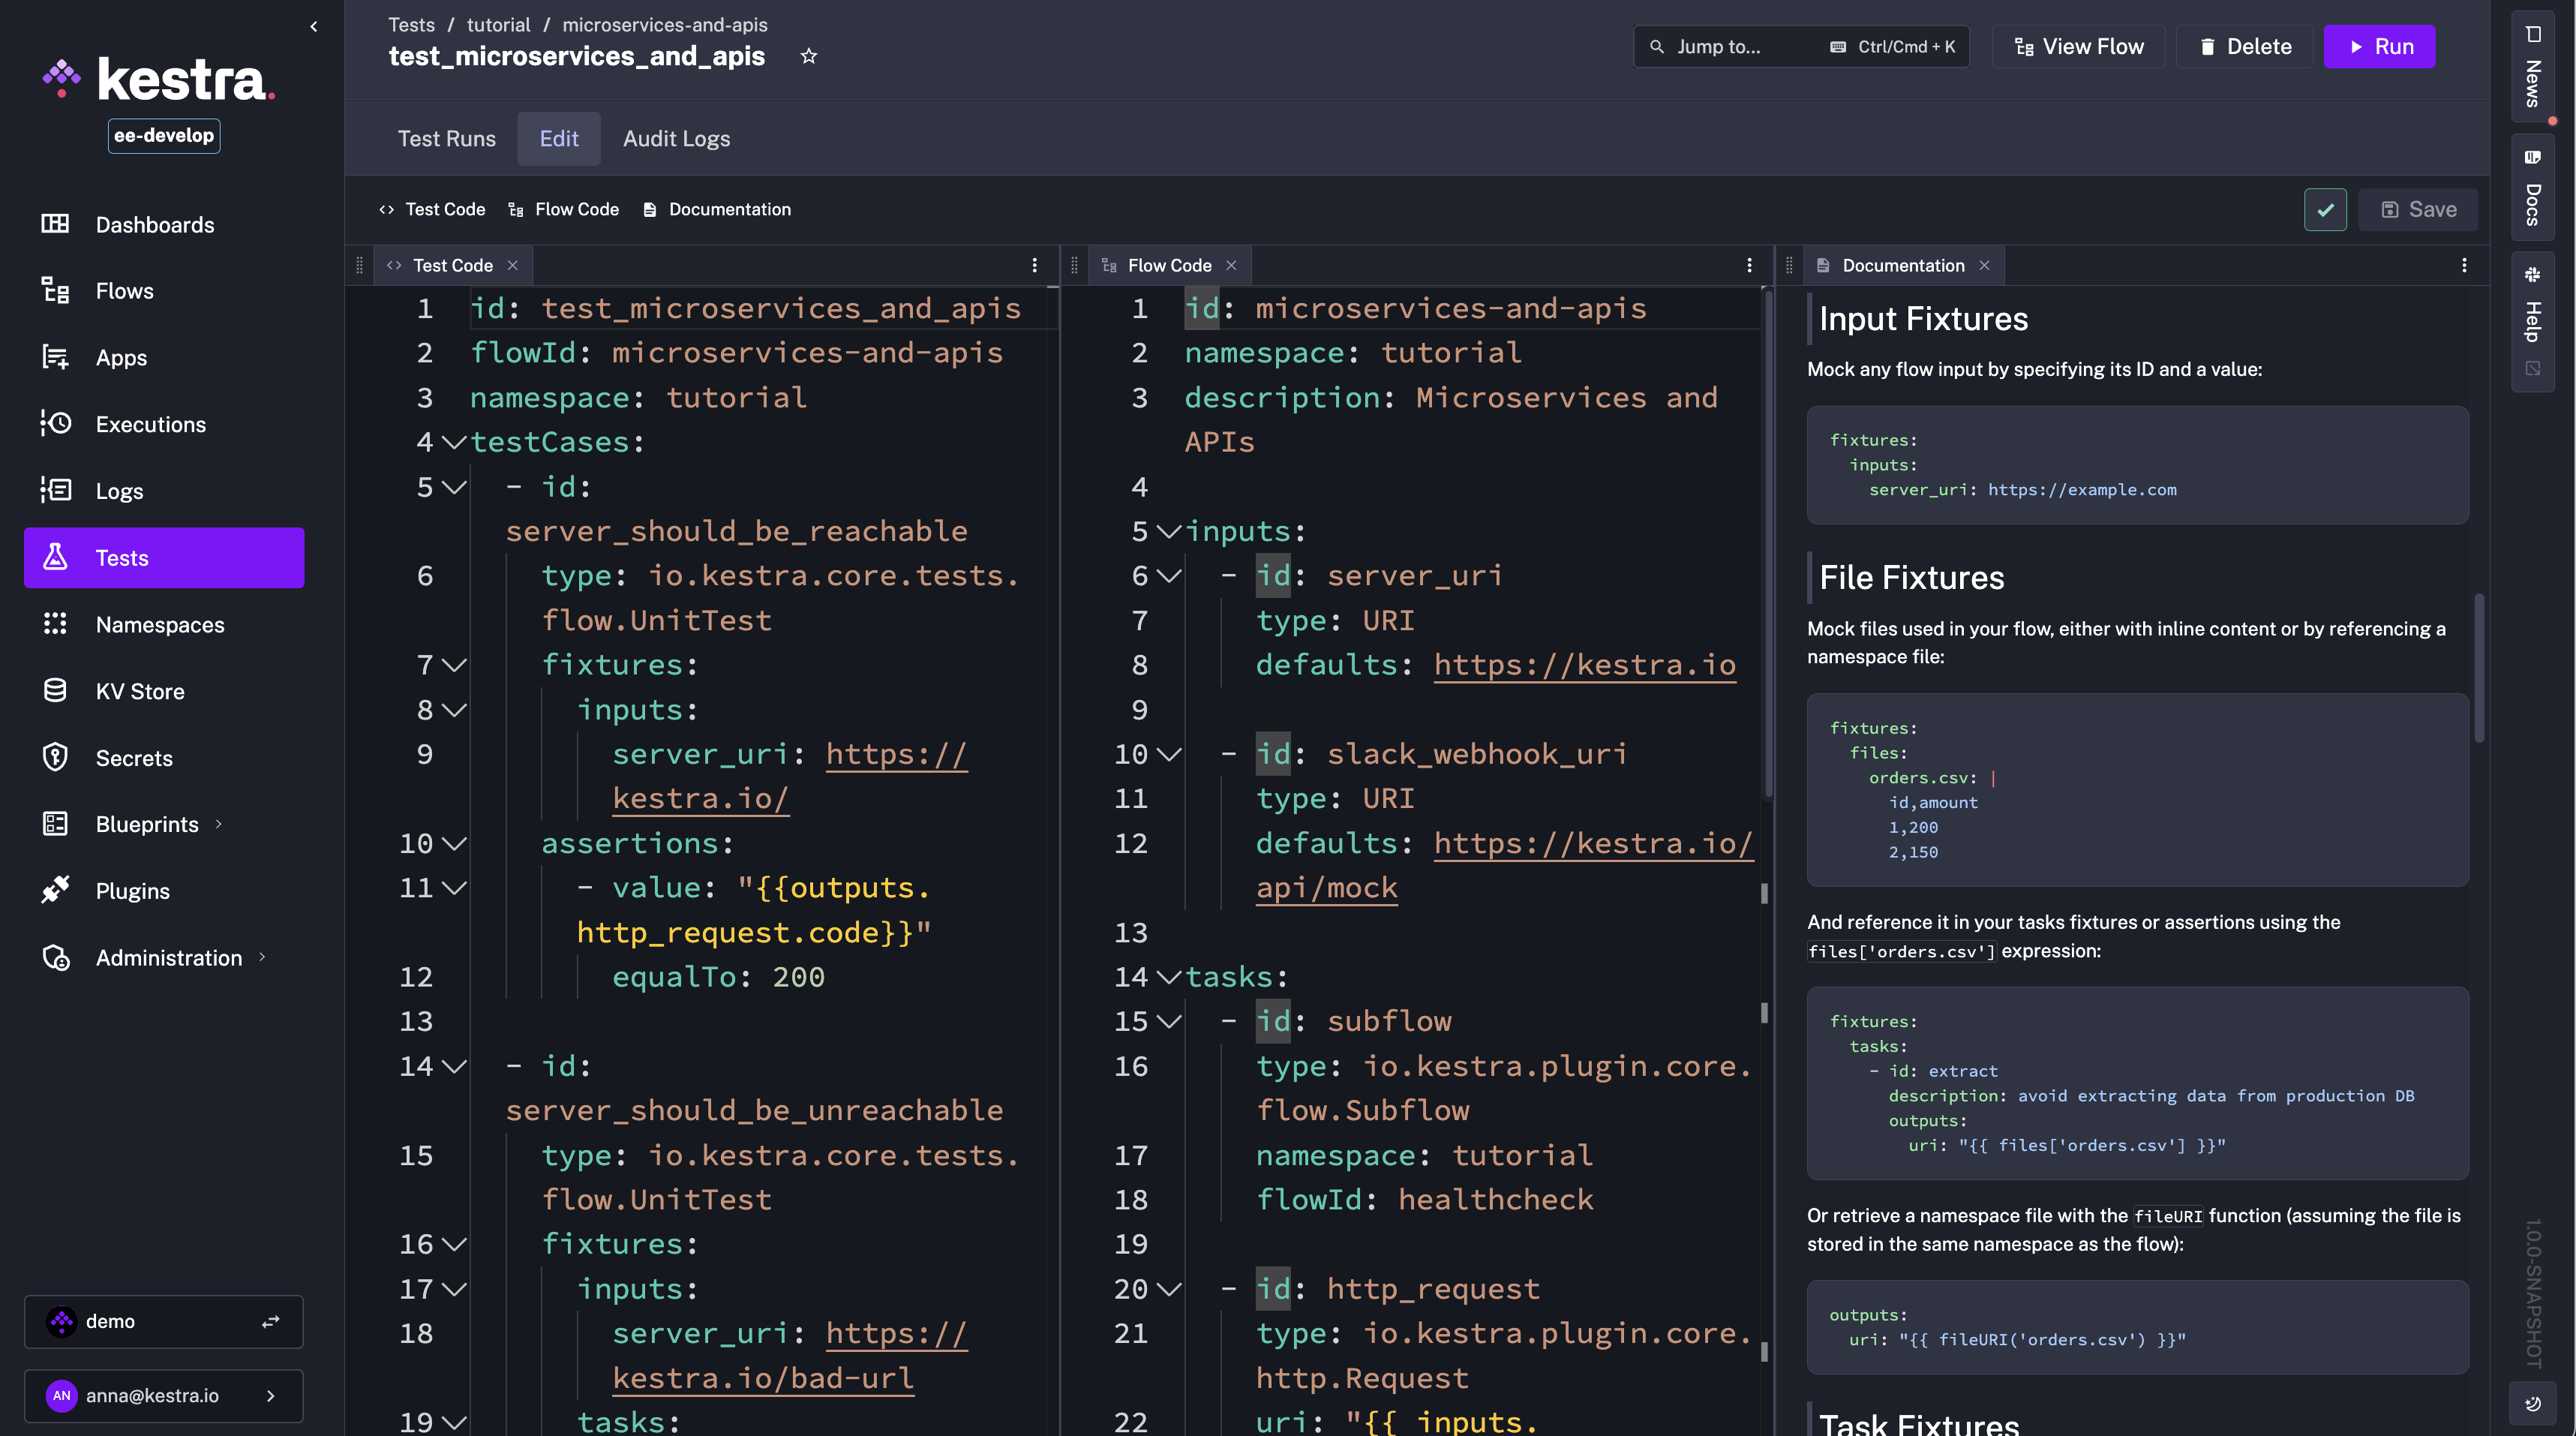 kestra.
ee-develop
Dashboards
Flows
Apps
Executions
Logs
Tests
Namespaces
KV Store
Secrets
Blueprints
Plugins
Administration
demo
AN anna@kestra.io
Tests / tutorial / microservices-and-apis
test_microservices_and_apis
Jump to... Ctrl/Cmd + K
View Flow
Delete
Run
Test Runs Edit Audit Logs
Test Code Flow Code Documentation
Save
Test Code
1 id: test_microservices_and_apis
2 flowId: microservices-and-apis
3 namespace: tutorial
4 testCases:
5 - id:
server_should_be_reachable
6 type: io.kestra.core.tests.
flow.UnitTest
7 fixtures:
8 inputs:
9 server_uri: https://
kestra.io/
10 assertions:
11 - value: "{{outputs.
http_request.code}}"
12 equalTo: 200
13
14 - id:
server_should_be_unreachable
15 type: io.kestra.core.tests.
flow.UnitTest
16 fixtures:
17 inputs:
18 server_uri: https://
kestra.io/bad-url
19 tasks:
Flow Code
1 id: microservices-and-apis
2 namespace: tutorial
3 description: Microservices and
APIs
4
5 inputs:
6 - id: server_uri
7 type: URI
8 defaults: https://kestra.io
9
10 - id: slack_webhook_uri
11 type: URI
12 defaults: https://kestra.io/
api/mock
13
14 tasks:
15 - id: subflow
16 type: io.kestra.plugin.core.
flow.Subflow
17 namespace: tutorial
18 flowId: healthcheck
19
20 - id: http_request
21 type: io.kestra.plugin.core.
http.Request
22 uri: "{{ inputs.
Documentation
Input Fixtures
Mock any flow input by specifying its ID and a value:
fixtures:
inputs:
server_uri: https://example.com
File Fixtures
Mock files used in your flow, either with inline content or by referencing a
namespace file:
fixtures:
files:
orders.csv: |
id,amount
1,200
2,150
And reference it in your tasks fixtures or assertions using the
files['orders.csv'] expression:
fixtures:
tasks:
- id: extract
description: avoid extracting data from production DB
outputs:
uri: "{{ files['orders.csv'] }}"
Or retrieve a namespace file with the fileURI function (assuming the file is
stored in the same namespace as the flow):
outputs:
uri: "{{ fileURI('orders.csv') }}"
Task Fixtures
News
Docs
Help
1.0.0-SNAPSHOT